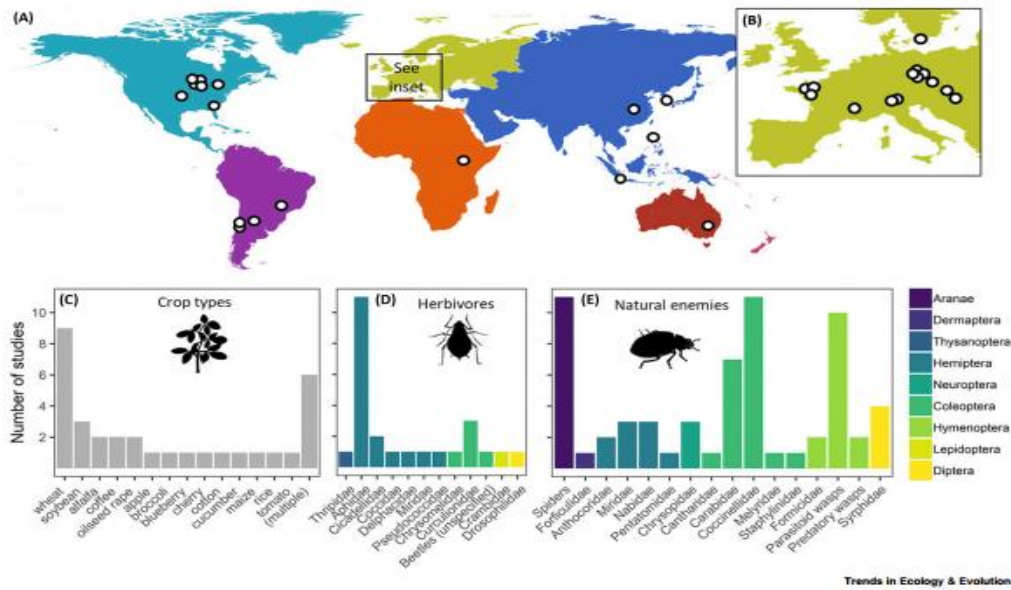 (A)
See
inset
(B)
(C)
Crop types
(D)
Herbivores
(E)
Natural enemies
Number of studies
10
8
6
4
2
wheat
soybean
alfalfa
coffee
oilseed rape
apple
broccoli
blueberry
cherry
cotton
cucumber
maize
rice
tomato
(multiple)
Thripidae
Aphidae
Cicadellidae
Coccidae
Delphacidae
Miridae
Pseudococcidae
Chrysomelidae
Curculionidae
Beetles (unspecified)
Crambidae
Drosophilidae
Spiders
Forficulidae
Anthocoridae
Miridae
Nabidae
Pentatomidae
Chrysopidae
Cantharidae
Carabidae
Coccinellidae
Melyridae
Staphylinidae
Formicidae
Parasitoid wasps
Predatory wasps
Syrphidae
Aranae
Dermaptera
Thysanoptera
Hemiptera
Neuroptera
Coleoptera
Hymenoptera
Lepidoptera
Diptera
Trends in Ecology & Evolution